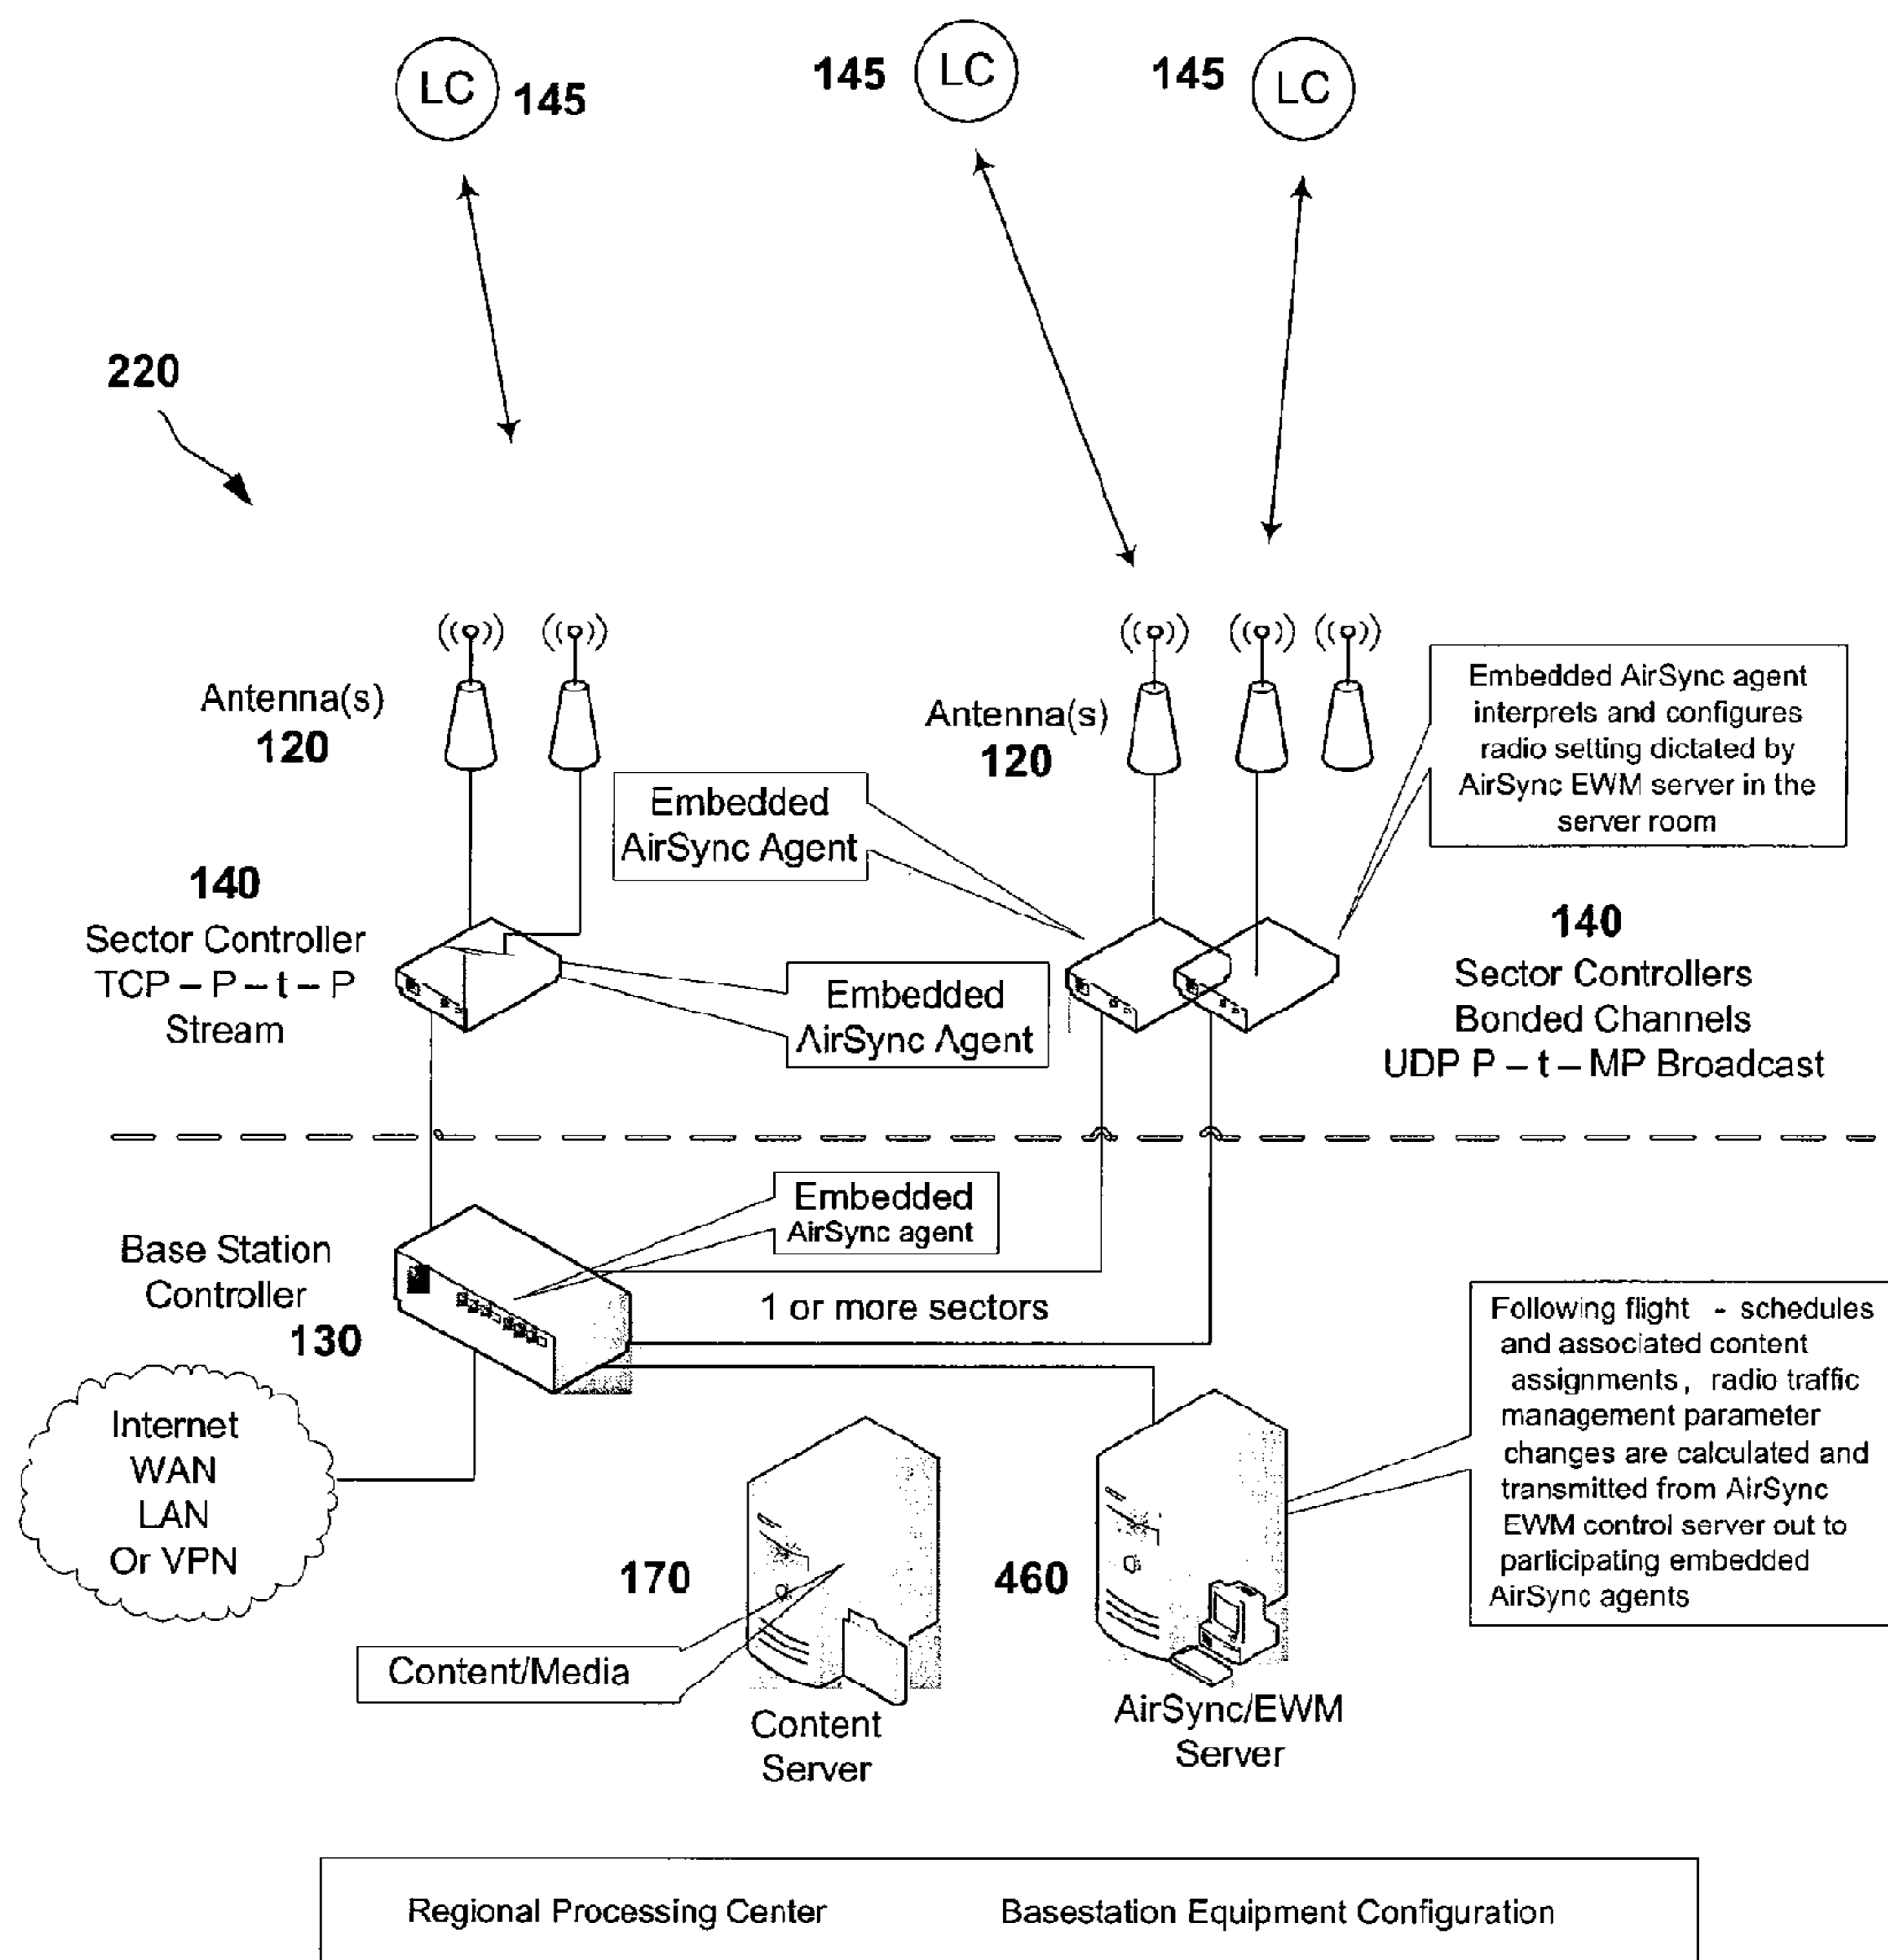 LC 145
145 LC
145 LC
220
Antenna(s)
120
Antenna(s)
120
Embedded AirSync agent
interprets and configures
radio setting dictated by
AirSync EWM server in the
server room
Embedded
AirSync Agent
140
Sector Controller
TCP – P – t – P
Stream
Embedded
AirSync Agent
140
Sector Controllers
Bonded Channels
UDP P – t – MP Broadcast
Embedded
AirSync agent
Base Station
Controller
130
1 or more sectors
Following flight - schedules
and associated content
assignments, radio traffic
management parameter
changes are calculated and
transmitted from AirSync
EWM control server out to
participating embedded
AirSync agents
Internet
WAN
LAN
Or VPN
170
460
Content/Media
Content
Server
AirSync/EWM
Server
Regional Processing Center Basestation Equipment Configuration